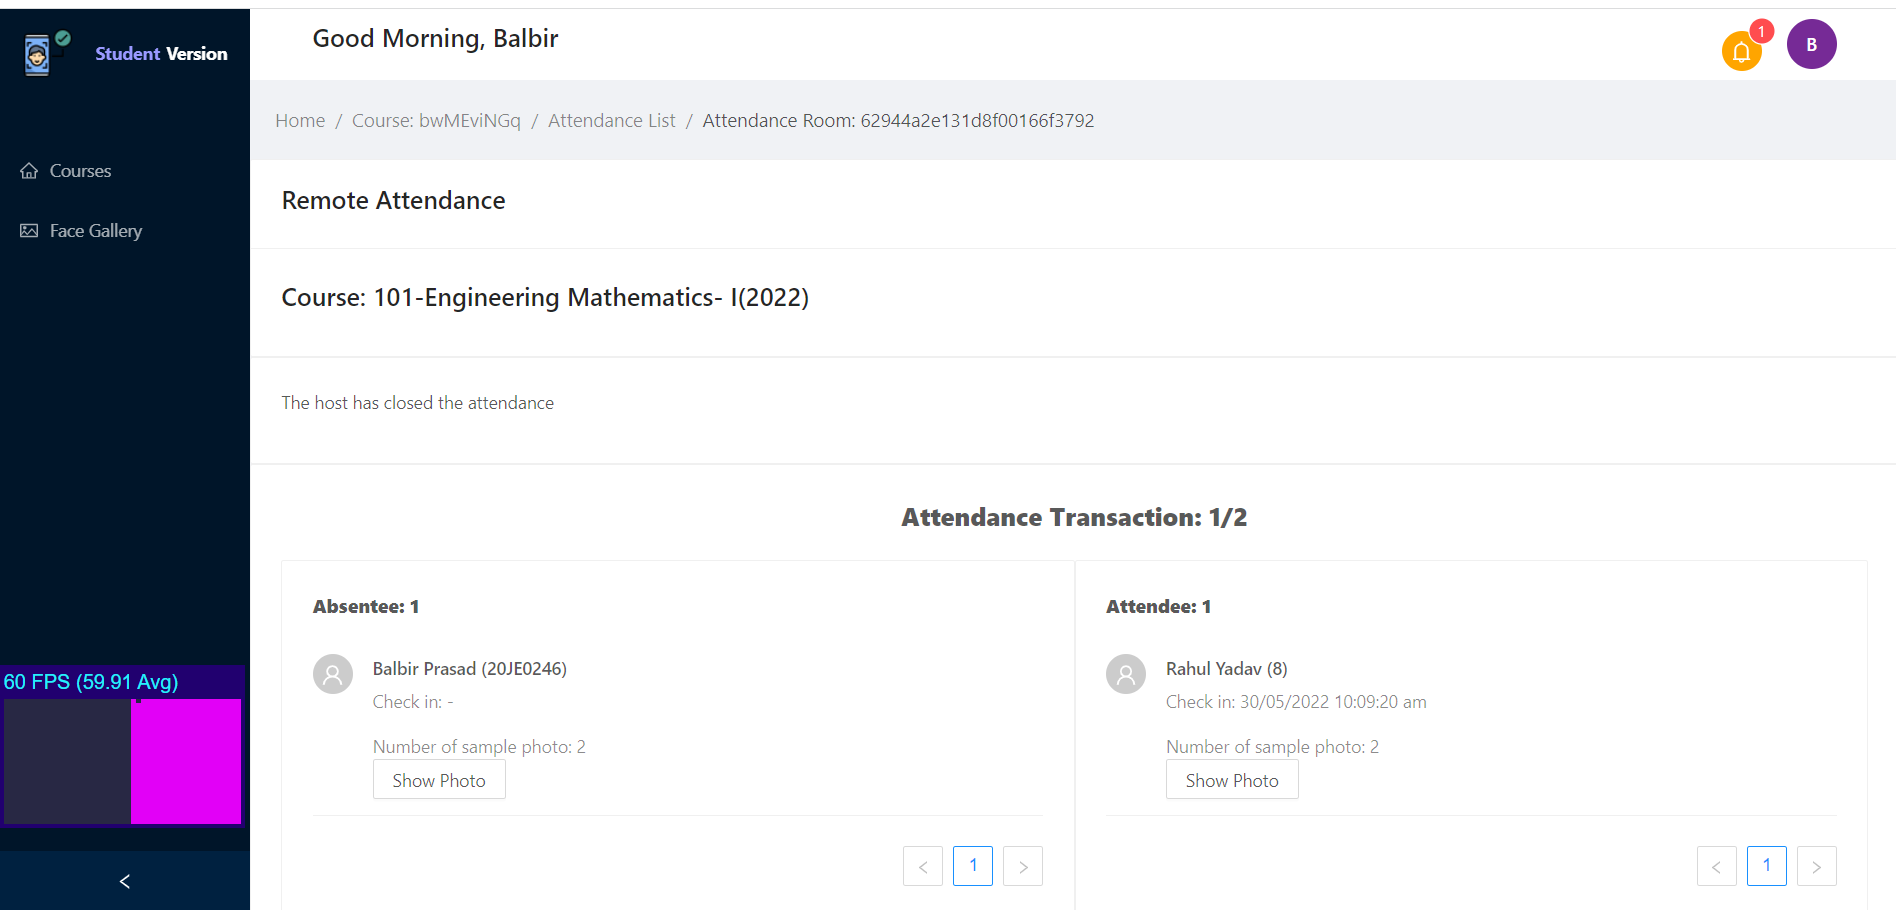 Student Version
Good Morning, Balbir
1
B
Home / Course: bwMEviNGq / Attendance List / Attendance Room: 62944a2e131d8f00166f3792
Courses
Face Gallery
Remote Attendance
Course: 101-Engineering Mathematics- I(2022)
The host has closed the attendance
Attendance Transaction: 1/2
Absentee: 1
Balbir Prasad (20JE0246)
Check in: -
Number of sample photo: 2
Show Photo
< 1 >
Attendee: 1
Rahul Yadav (8)
Check in: 30/05/2022 10:09:20 am
Number of sample photo: 2
Show Photo
< 1 >
60 FPS (59.91 Avg)
<